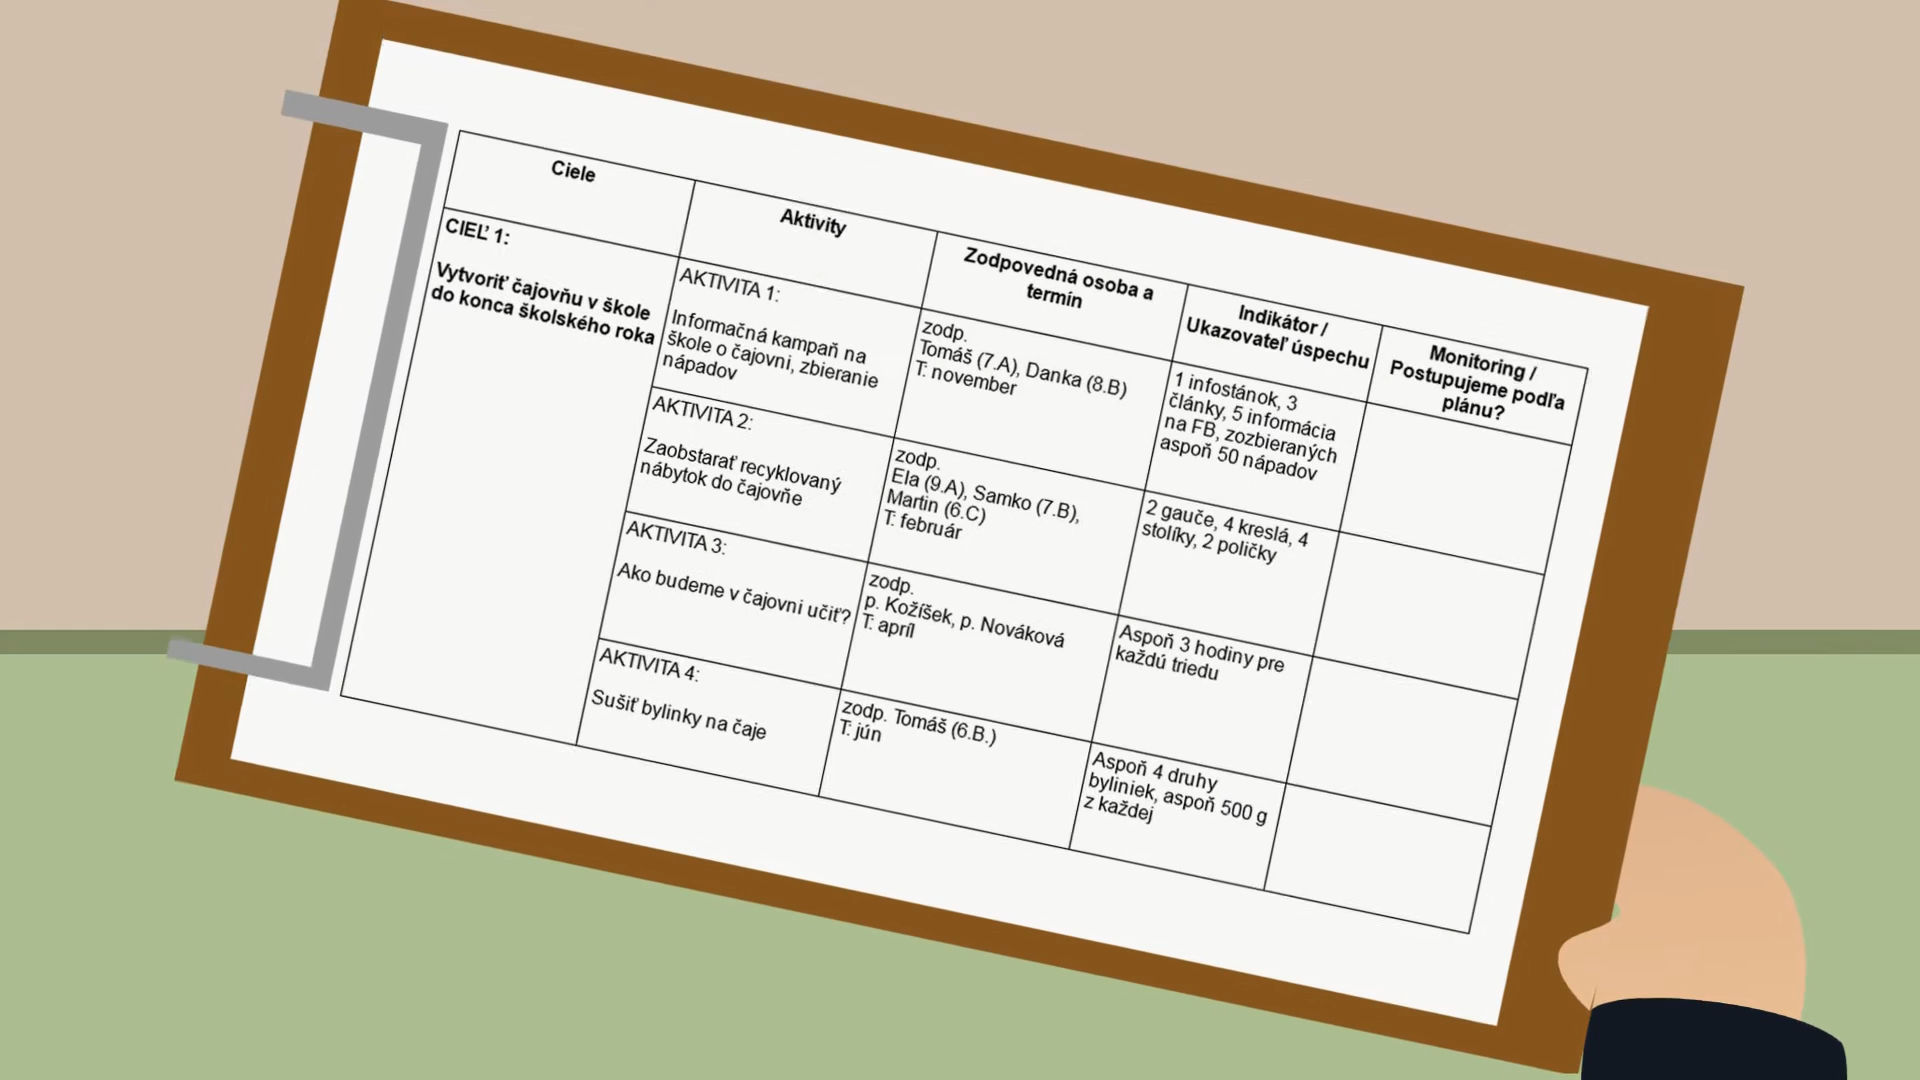 Ciele
Aktivity
Zodpovedná osoba a
termín
Indikátor /
Ukazovateľ úspechu
Monitoring /
Postupujeme podľa
plánu?
CIEĽ 1:
Vytvoriť čajovňu v škole
do konca školského roka
AKTIVITA 1:
Informačná kampaň na
škole o čajovni, zbieranie
nápadov
zodp.
Tomáš (7.A), Danka (8.B)
T: november
1 infostánok, 3
články, 5 informácia
na FB, zozbieraných
aspoň 50 nápadov
AKTIVITA 2:
Zaobstarať recyklovaný
nábytok do čajovňe
zodp.
Ela (9.A), Samko (7.B),
Martin (6.C)
T: február
2 gauče, 4 kreslá, 4
stolíky, 2 poličky
AKTIVITA 3:
Ako budeme v čajovni učiť?
zodp.
p. Kožíšek, p. Nováková
T: apríl
Aspoň 3 hodiny pre
každú triedu
AKTIVITA 4:
Sušiť bylinky na čaje
zodp. Tomáš (6.B.)
T: jún
Aspoň 4 druhy
byliniek, aspoň 500 g
z každej